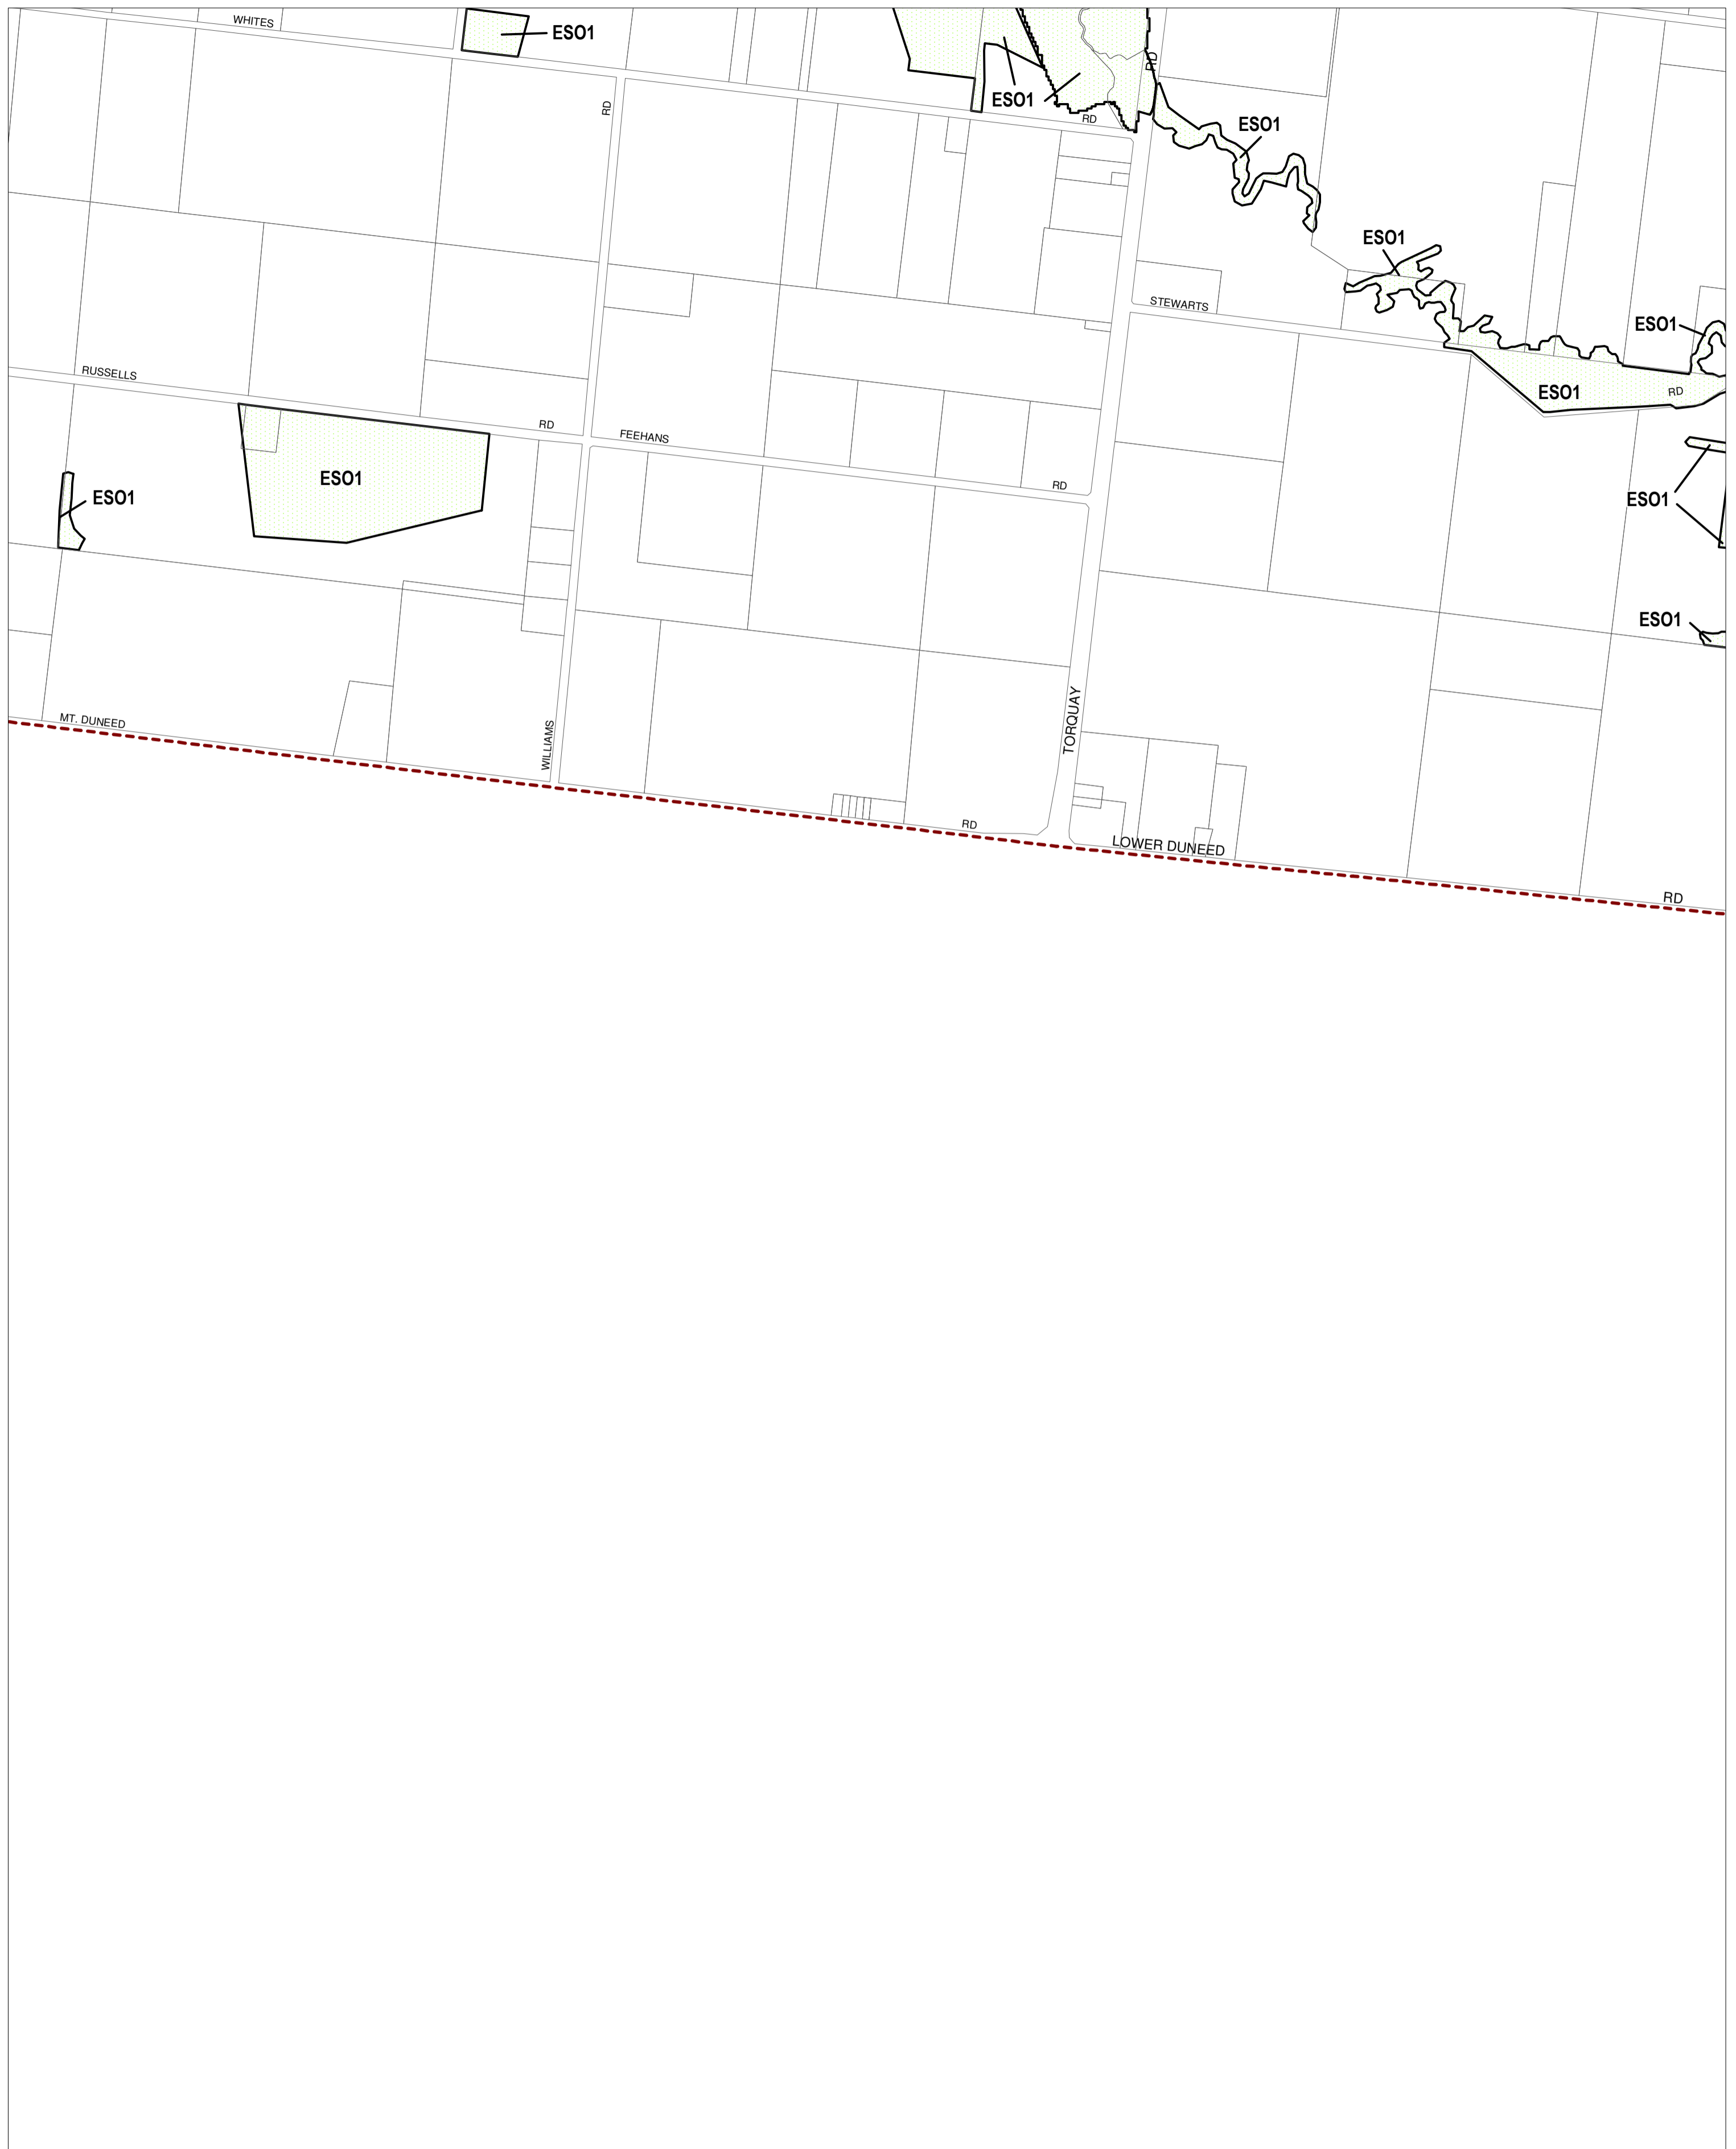 WHITES
ESO1
RD
RD
ESO1
RD
ESO1
ESO1
STEWARTS
ESO1
RUSSELLS
ESO1
RD
RD
FEEHANS
ESO1
RD
ESO1
ESO1
ESO1
TORQUAY
MT. DUNEED
WILLIAMS
RD
LOWER DUNEED
RD